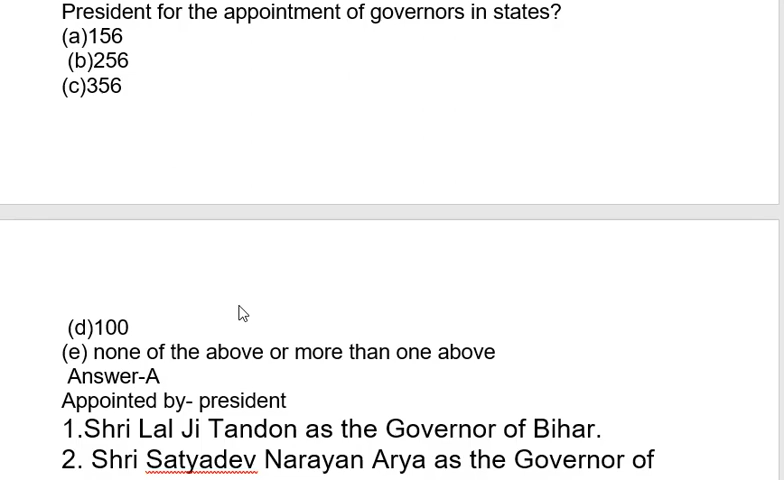 President for the appointment of governors in states?
(a)156
(b)256
(c)356
(d)100
(e) none of the above or more than one above
Answer-A
Appointed by- president
1.Shri Lal Ji Tandon as the Governor of Bihar.
2. Shri Satyadev Narayan Arya as the Governor of